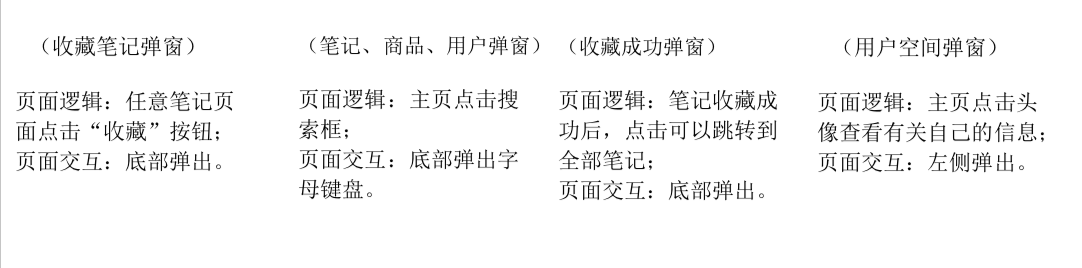 （收藏笔记弹窗）
页面逻辑：任意笔记页
面点击“收藏”按钮；
页面交互：底部弹出。
（笔记、商品、用户弹窗）
页面逻辑：主页点击搜
索框；
页面交互：底部弹出字
母键盘。
（收藏成功弹窗）
页面逻辑：笔记收藏成
功后，点击可以跳转到
全部笔记；
页面交互：底部弹出。
（用户空间弹窗）
页面逻辑：主页点击头
像查看有关自己的信息；
页面交互：左侧弹出。